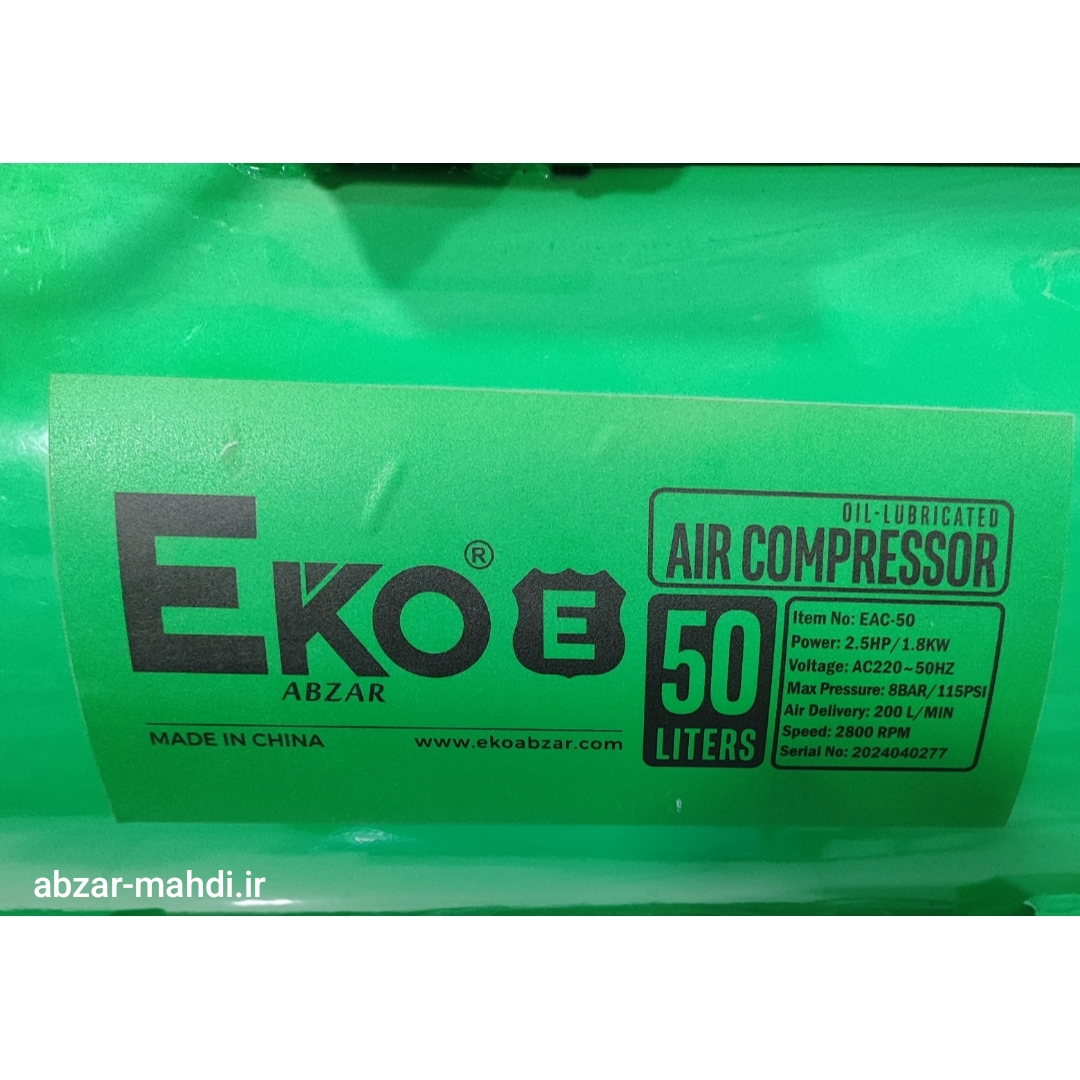 EKO®
E
ABZAR
MADE IN CHINA
www.ekoabzar.com
OIL-LUBRICATED
AIR COMPRESSOR
50
LITERS
Item No: EAC-50
Power: 2.5HP/1.8KW
Voltage: AC220~50HZ
Max Pressure: 8BAR/115PSI
Air Delivery: 200 L/MIN
Speed: 2800 RPM
Serial No: 2024040277
abzar-mahdi.ir